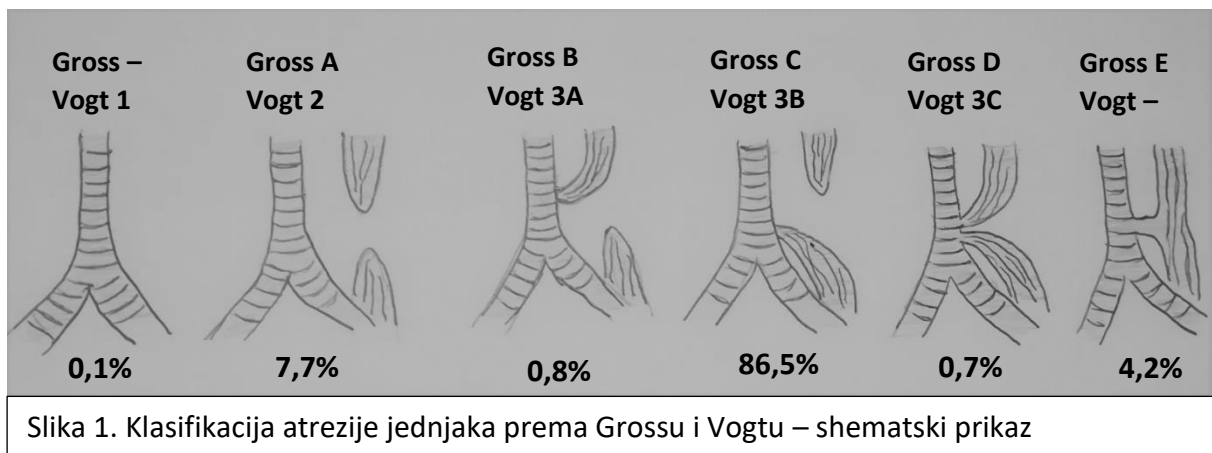 Gross –
Vogt 1
Gross A
Vogt 2
Gross B
Vogt 3A
Gross C
Vogt 3B
Gross D
Vogt 3C
Gross E
Vogt –
0,1%
7,7%
0,8%
86,5%
0,7%
4,2%
Slika 1. Klasifikacija atrezije jednjaka prema Grossu i Vogtu – shematski prikaz